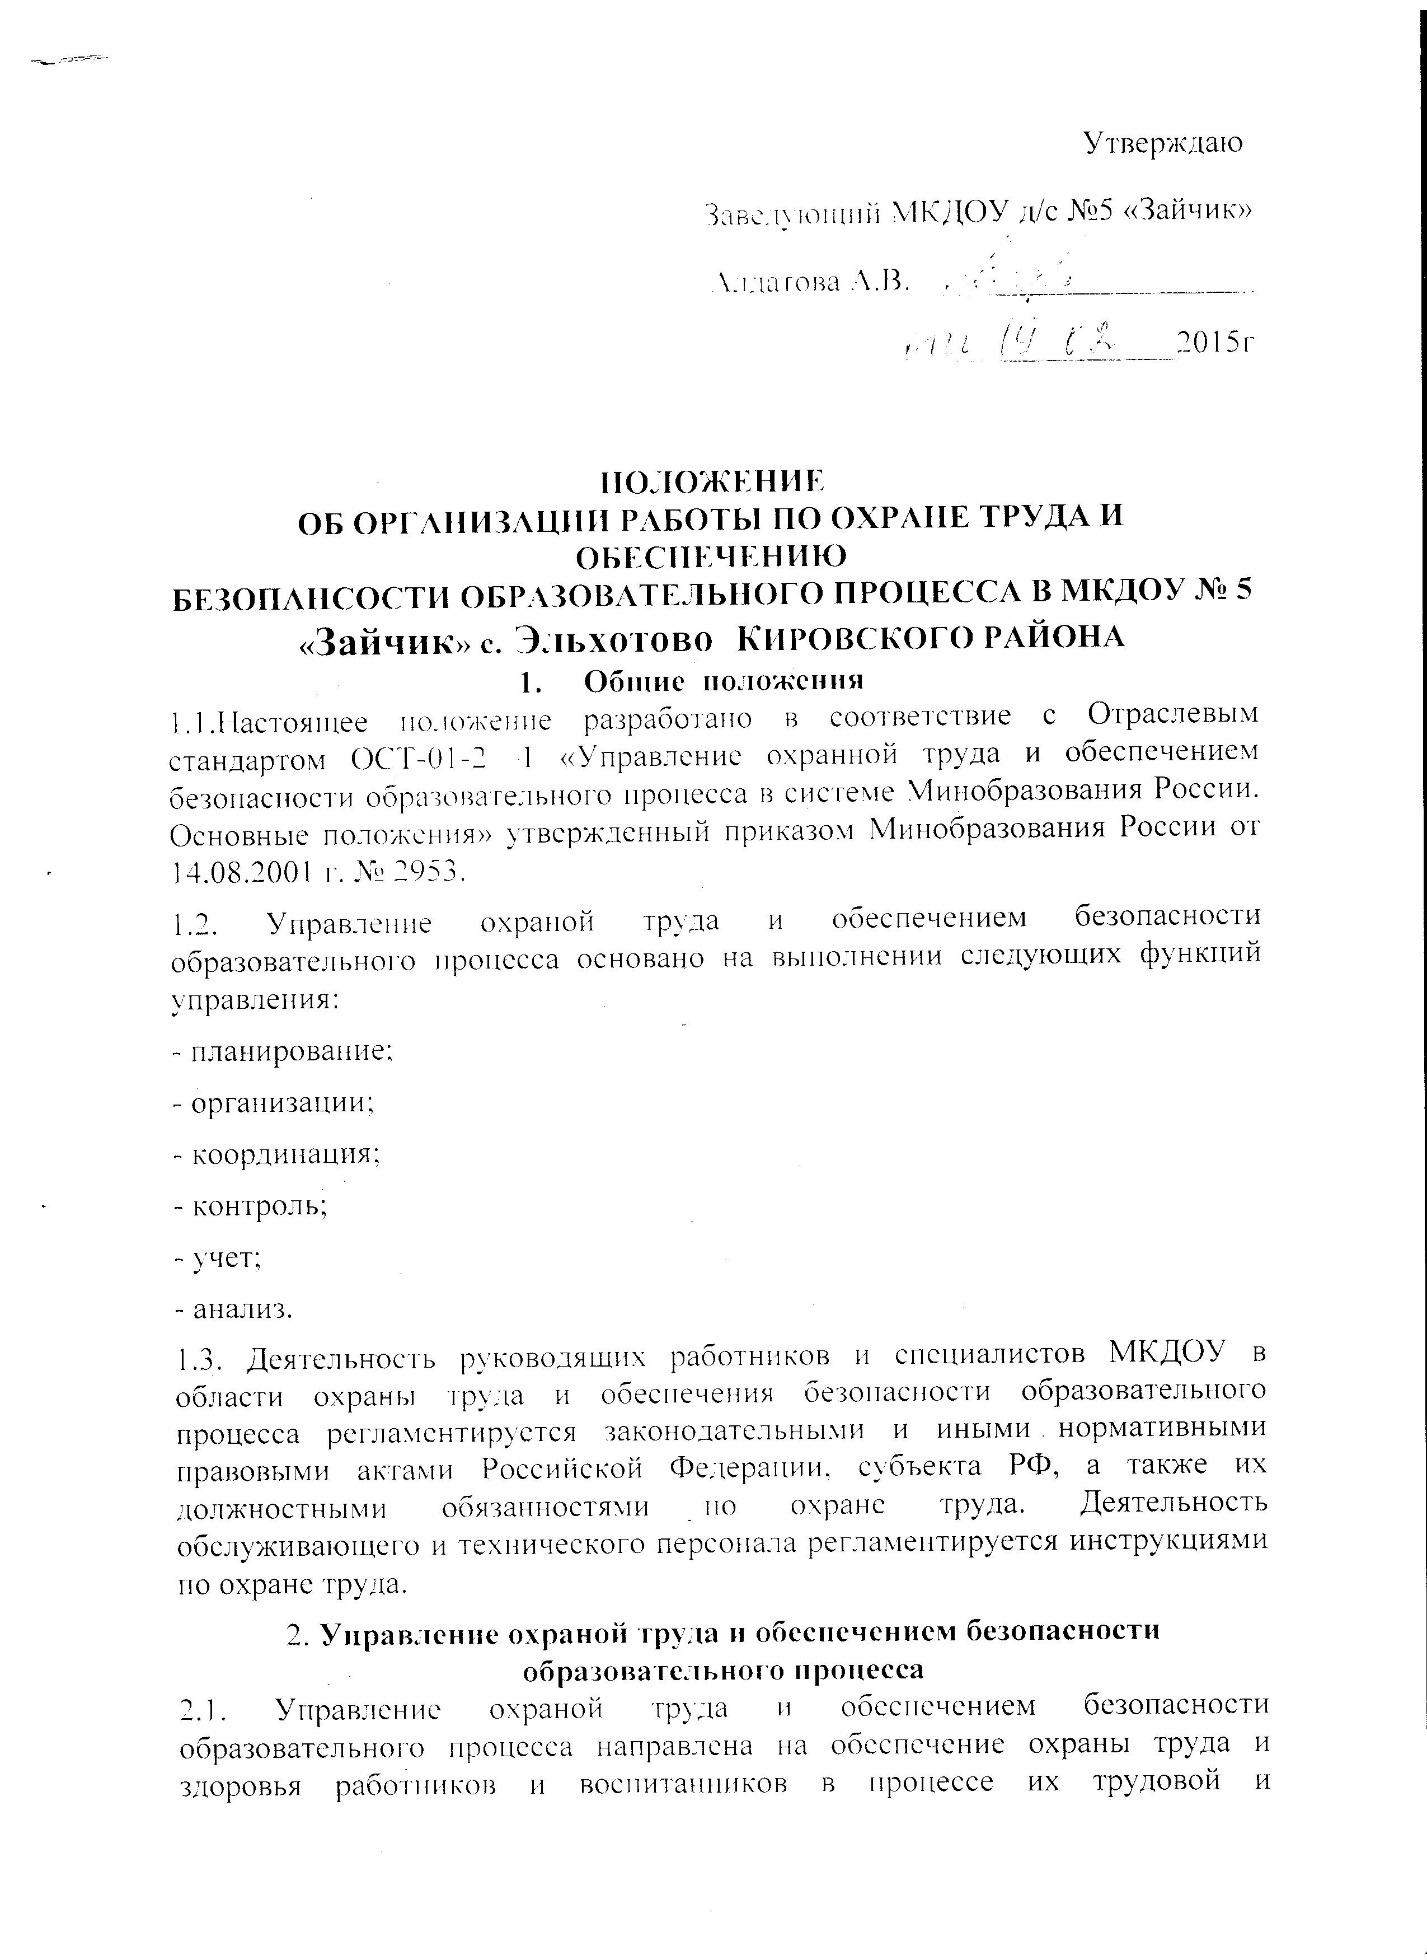 Утверждаю
Заведующий МКДОУ д/с №5 «Зайчик»
А.В.
14 02 2015г
ПОЛОЖЕНИЕ
ОБ ОРГАНИЗАЦИИ РАБОТЫ ПО ОХРАНЕ ТРУДА И
ОБЕСПЕЧЕНИЮ
БЕЗОПАНСОСТИ ОБРАЗОВАТЕЛЬНОГО ПРОЦЕССА В МКДОУ № 5
«Зайчик» с. Эльхотово КИРОВСКОГО РАЙОНА
1. Общие положения
1.1.Настоящее положение разработано в соответствие с Отраслевым
стандартом ОСТ-01-2 1 «Управление охранной труда и обеспечением
безопасности образовательного процесса в системе Минобразования России.
Основные положения» утвержденный приказом Минобразования России от
14.08.2001 г. № 2953.
1.2. Управление охраной труда и обеспечением безопасности
образовательного процесса основано на выполнении следующих функций
управления:
- планирование;
- организации;
- координация;
- контроль;
- учет;
- анализ.
1.3. Деятельность руководящих работников и специалистов МКДОУ в
области охраны труда и обеспечения безопасности образовательного
процесса регламентируется законодательными и иными нормативными
правовыми актами Российской Федерации, субъекта РФ, а также их
должностными обязанностями по охране труда. Деятельность
обслуживающего и технического персонала регламентируется инструкциями
по охране труда.
2. Управление охраной труда и обеспечением безопасности
образовательного процесса
2.1. Управление охраной труда и обеспечением безопасности
образовательного процесса направлена на обеспечение охраны труда и
здоровья работников и воспитанников в процессе их трудовой и